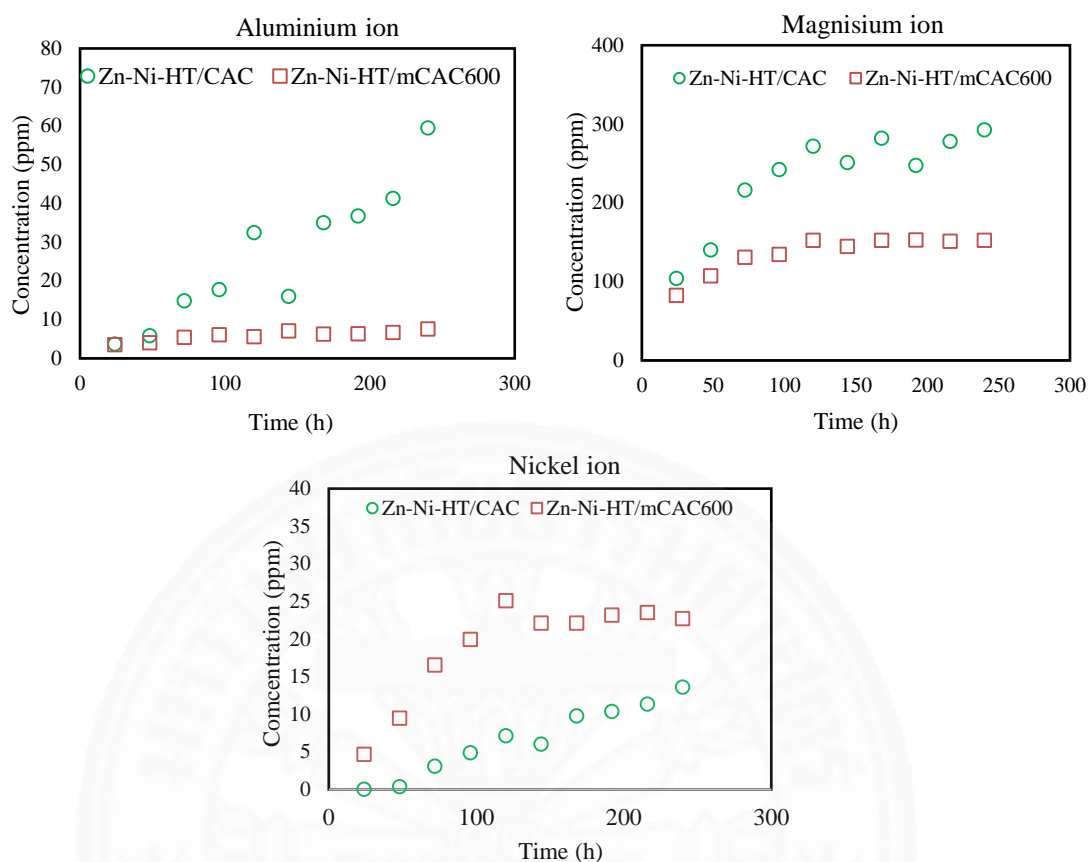 Aluminium ion
80
70
60
50
40
30
20
10
0
Concentration (ppm)
Zn-Ni-HT/CAC Zn-Ni-HT/mCAC600
0 100 200 300
Time (h)
Magnisium ion
400
300
200
100
0
Concentration (ppm)
Zn-Ni-HT/CAC Zn-Ni-HT/mCAC600
0 50 100 150 200 250 300
Time (h)
Nickel ion
40
35
30
25
20
15
10
5
0
Comcentration (ppm)
Zn-Ni-HT/CAC Zn-Ni-HT/mCAC600
0 100 200 300
Time (h)